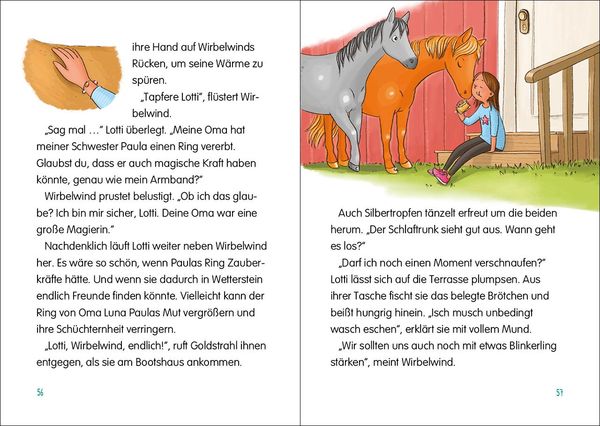 ihre Hand auf Wirbelwinds
Rücken, um seine Wärme zu
spüren.
„Tapfere Lotti“, flüstert Wir-
belwind.
„Sag mal …“ Lotti überlegt. „Meine Oma hat
meiner Schwester Paula einen Ring vererbt.
Glaubst du, dass er auch magische Kraft haben
könnte, genau wie mein Armband?“
Wirbelwind prustet belustigt. „Ob ich das glau-
be? Ich bin mir sicher, Lotti. Deine Oma war eine
große Magierin.“
Nachdenklich läuft Lotti weiter neben Wirbelwind
her. Es wäre so schön, wenn Paulas Ring Zauber-
kräfte hätte. Und wenn sie dadurch in Wetterstein
endlich Freunde finden könnte. Vielleicht kann der
Ring von Oma Luna Paulas Mut vergrößern und
ihre Schüchternheit verringern.
„Lotti, Wirbelwind, endlich!“, ruft Goldstrahl ihnen
entgegen, als sie am Bootshaus ankommen.
56
Auch Silbertropfen tänzelt erfreut um die beiden
herum. „Der Schlaftrunk sieht gut aus. Wann geht
es los?“
„Darf ich noch einen Moment verschnaufen?“
Lotti lässt sich auf die Terrasse plumpsen. Aus
ihrer Tasche fischt sie das belegte Brötchen und
beißt hungrig hinein. „Isch musch unbedingt
wasch eschen“, erklärt sie mit vollem Mund.
„Wir sollten uns auch noch mit etwas Blinkerling
stärken“, meint Wirbelwind.
57